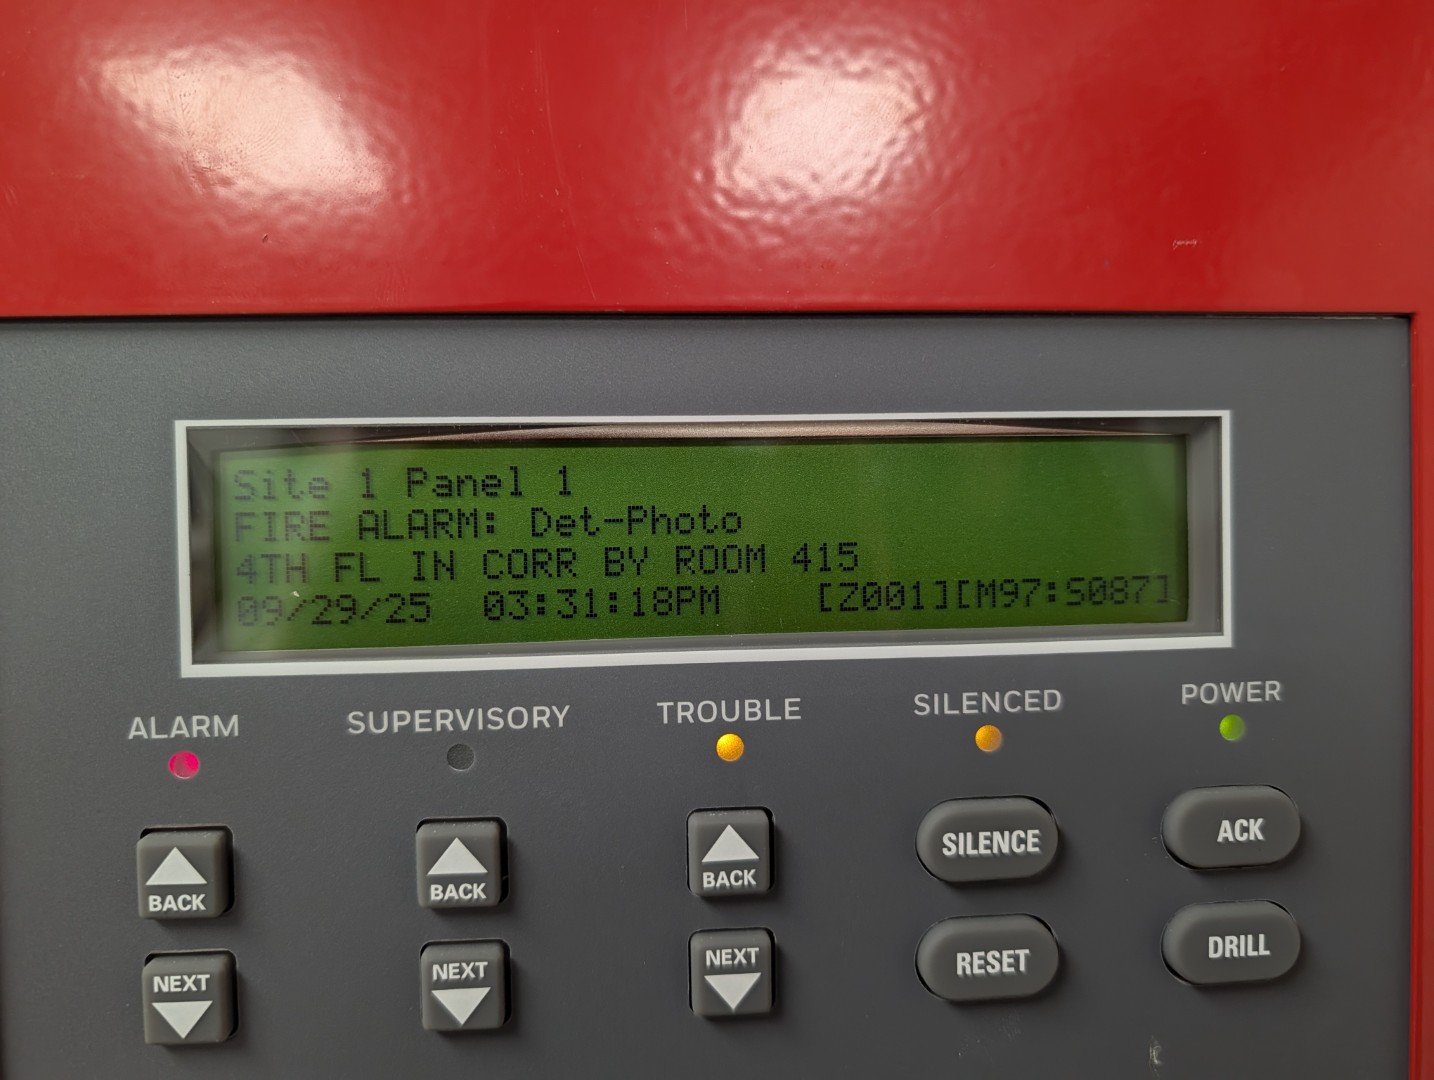 Site 1 Panel 1
FIRE ALARM: Det-Photo
4TH FL IN CORR BY ROOM 415
09/29/25 03:31:18PM [Z001][M97:S087]
ALARM SUPERVISORY TROUBLE SILENCED POWER
BACK BACK BACK SILENCE ACK
NEXT NEXT NEXT RESET DRILL